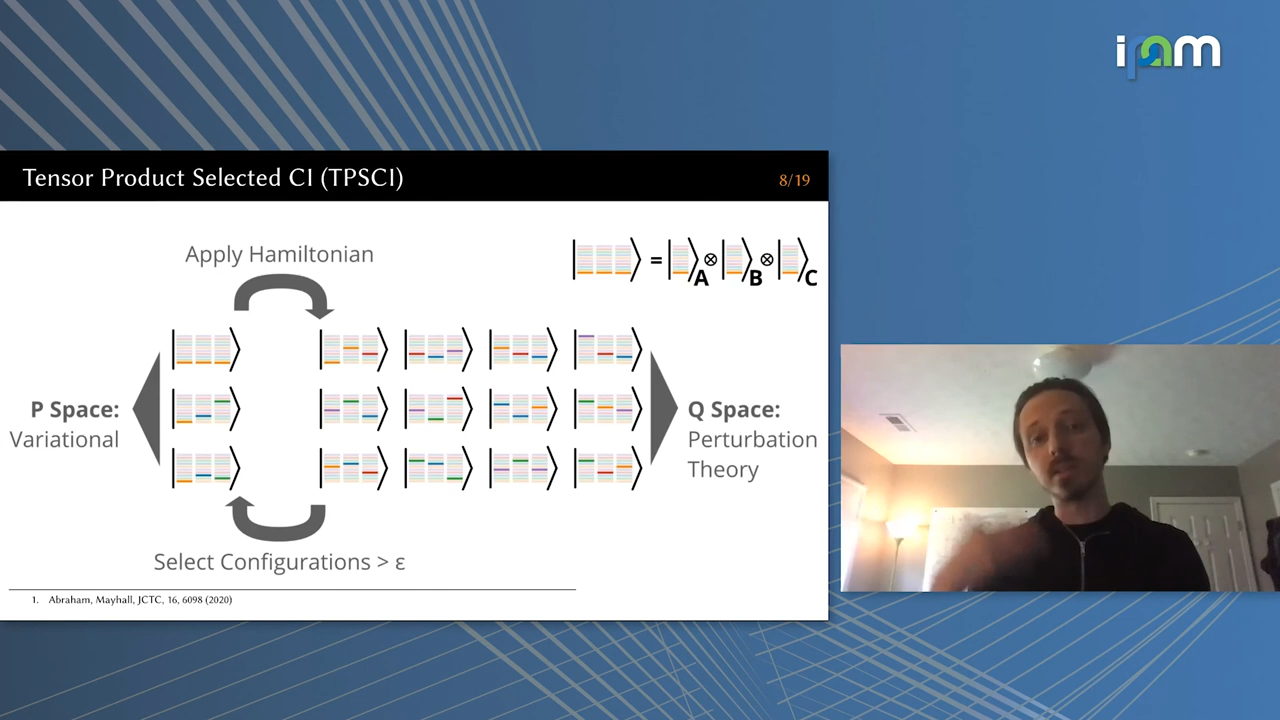 ipam
Tensor Product Selected CI (TPSCI)
8/19
Apply Hamiltonian
= A ⊗ B ⊗ C
P Space:
Variational
Q Space:
Perturbation
Theory
Select Configurations > ε
1. Abraham, Mayhall, JCTC, 16, 6098 (2020)